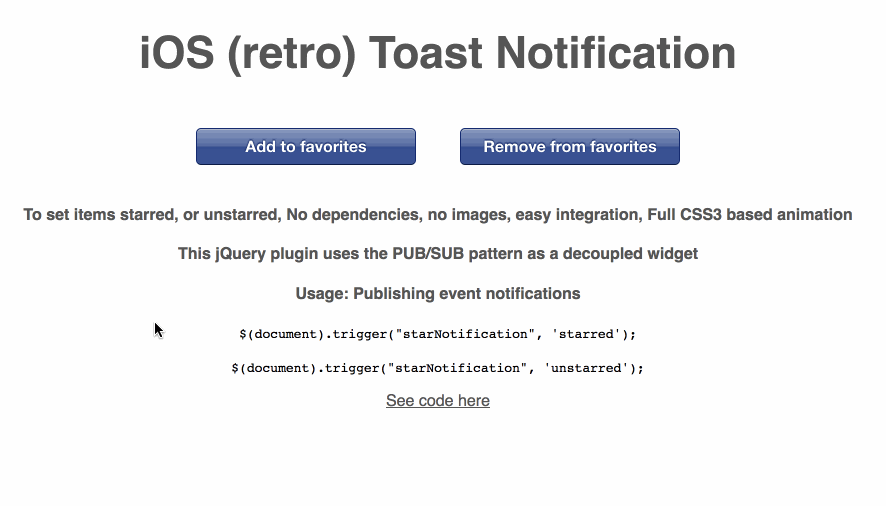 iOS (retro) Toast Notification
Add to favorites
Remove from favorites
To set items starred, or unstarred, No dependencies, no images, easy integration, Full CSS3 based animation
This jQuery plugin uses the PUB/SUB pattern as a decoupled widget
Usage: Publishing event notifications
$(document).trigger("starNotification", 'starred');
$(document).trigger("starNotification", 'unstarred');
See code here